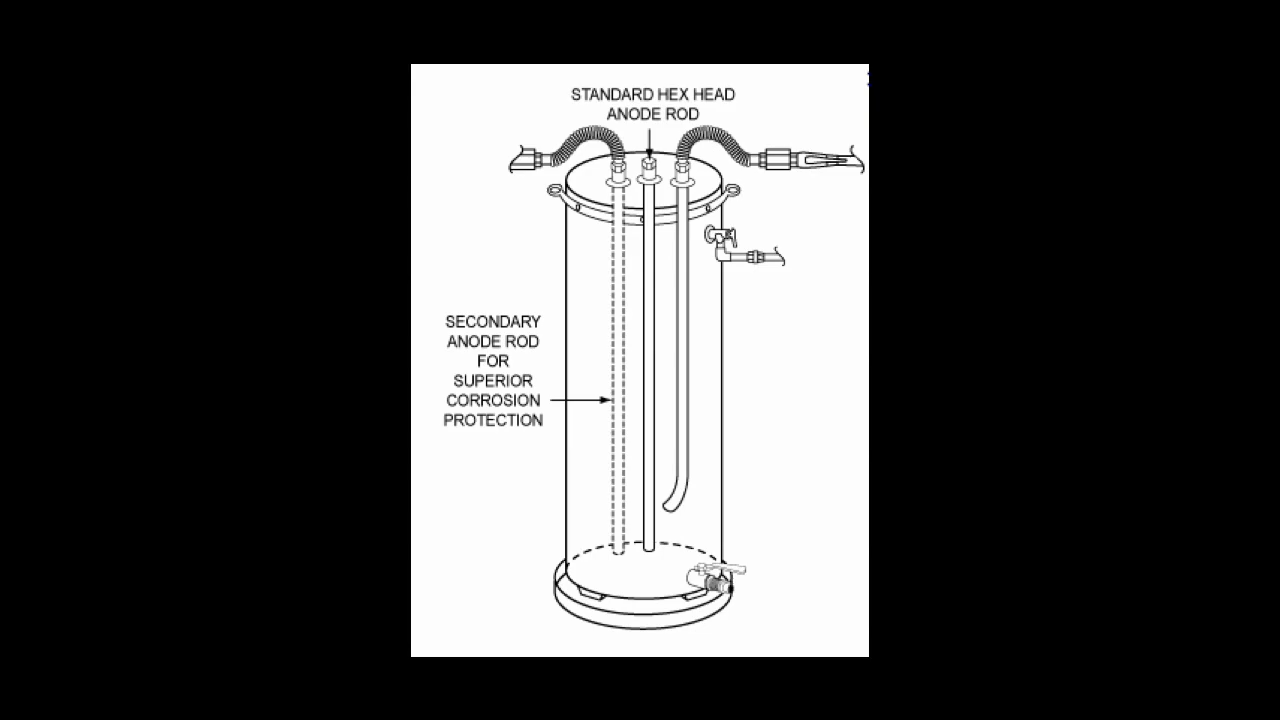 STANDARD HEX HEAD
ANODE ROD
SECONDARY
ANODE ROD
FOR
SUPERIOR
CORROSION
PROTECTION